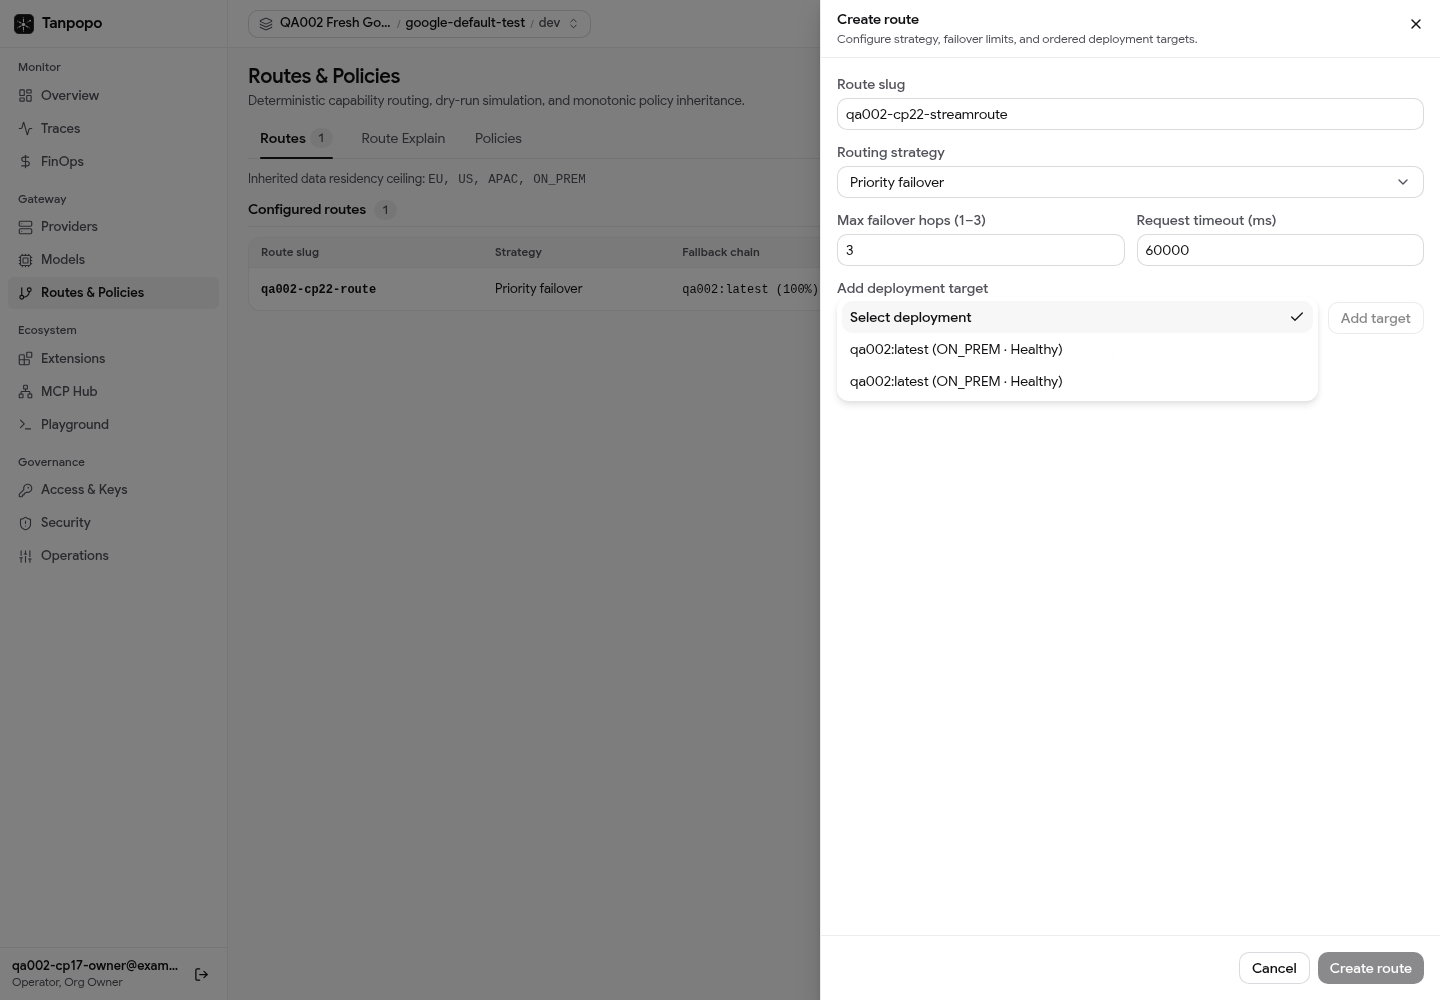 Tanpopo
Monitor
Overview
Traces
FinOps
Gateway
Providers
Models
Routes & Policies
Ecosystem
Extensions
MCP Hub
Playground
Governance
Access & Keys
Security
Operations
qa002-cp17-owner@exam...
Operator, Org Owner
QA002 Fresh Go... / google-default-test / dev
Routes & Policies
Deterministic capability routing, dry-run simulation, and monotonic policy inheritance.
Routes 1 Route Explain Policies
Inherited data residency ceiling: EU, US, APAC, ON_PREM
Configured routes 1
Route slug Strategy Fallback chain
qa002-cp22-route Priority failover qa002:latest (100%)
Create route
Configure strategy, failover limits, and ordered deployment targets.
Route slug
qa002-cp22-streamroute
Routing strategy
Priority failover
Max failover hops (1–3) Request timeout (ms)
3 60000
Add deployment target
Select deployment Add target
qa002:latest (ON_PREM · Healthy)
qa002:latest (ON_PREM · Healthy)
Cancel Create route